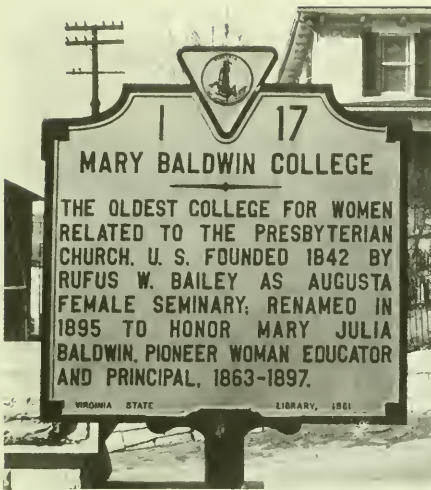 I 17
MARY BALDWIN COLLEGE
THE OLDEST COLLEGE FOR WOMEN
RELATED TO THE PRESBYTERIAN
CHURCH, U. S. FOUNDED 1842 BY
RUFUS W. BAILEY AS AUGUSTA
FEMALE SEMINARY; RENAMED IN
1895 TO HONOR MARY JULIA
BALDWIN, PIONEER WOMAN EDUCATOR
AND PRINCIPAL, 1863-1897.
VIRGINIA STATE LIBRARY, 1961